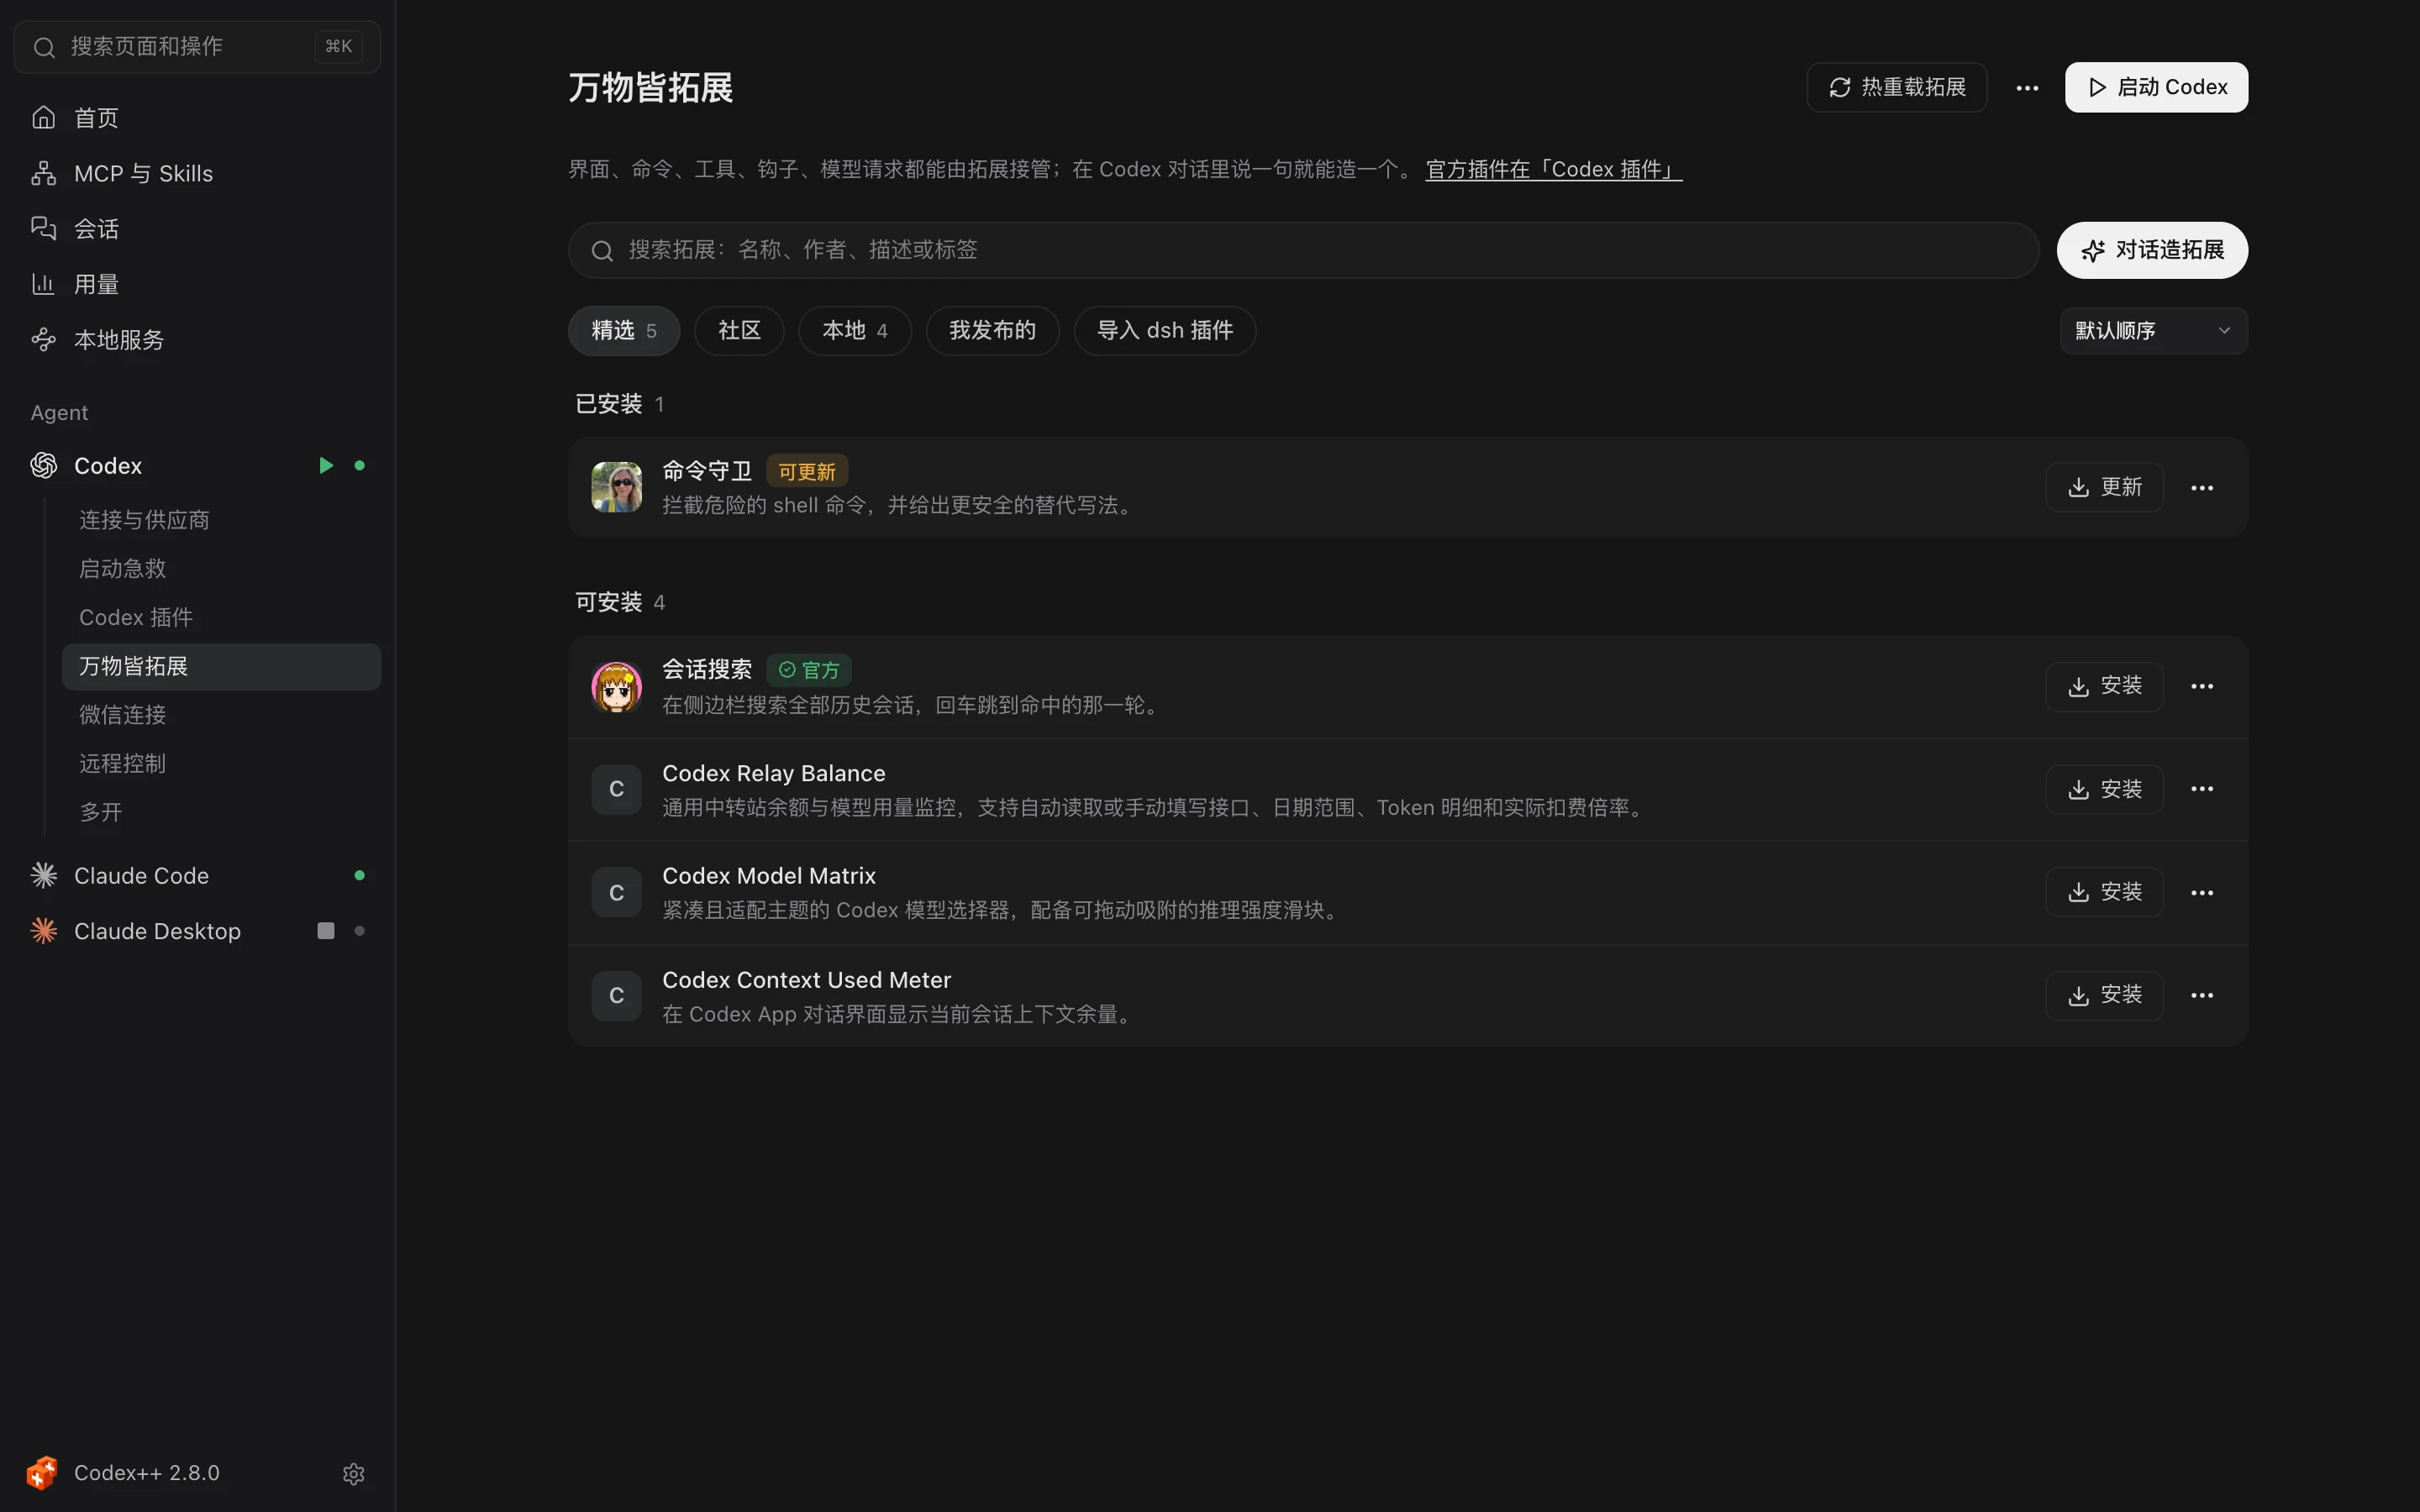 搜索页面和操作 ⌘K
首页
MCP 与 Skills
会话
用量
本地服务
Agent
Codex
连接与供应商
启动急救
Codex 插件
万物皆拓展
微信连接
远程控制
多开
Claude Code
Claude Desktop
Codex++ 2.8.0
万物皆拓展
热重载拓展
启动 Codex
界面、命令、工具、钩子、模型请求都能由拓展接管；在 Codex 对话里说一句就能造一个。 官方插件在「Codex 插件」
搜索拓展：名称、作者、描述或标签
对话造拓展
精选 5 社区 本地 4 我发布的 导入 dsh 插件
默认顺序
已安装 1
命令守卫 可更新
拦截危险的 shell 命令，并给出更安全的替代写法。
更新
可安装 4
会话搜索 官方
在侧边栏搜索全部历史会话，回车跳到命中的那一轮。
安装
C
Codex Relay Balance
通用中转站余额与模型用量监控，支持自动读取或手动填写接口、日期范围、Token 明细和实际扣费倍率。
安装
C
Codex Model Matrix
紧凑且适配主题的 Codex 模型选择器，配备可拖动吸附的推理强度滑块。
安装
C
Codex Context Used Meter
在 Codex App 对话界面显示当前会话上下文余量。
安装